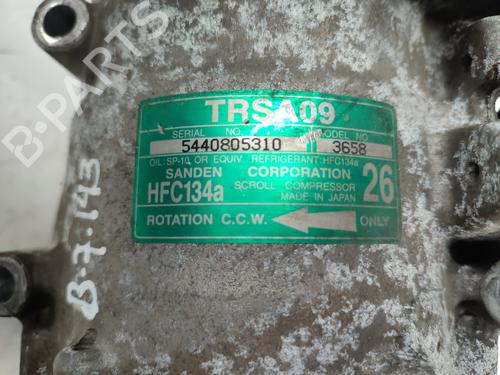 TRSA09
SERIAL NO. MODEL NO
5440805310 3658
OIL: SP-10 OR EQUIV. REFRIGERANT: HFC134a
SANDEN CORPORATION
HFC134a SCROLL COMPRESSOR 26
MADE IN JAPAN
ROTATION C.C.W. ONLY
B-7.143
B-PARTS